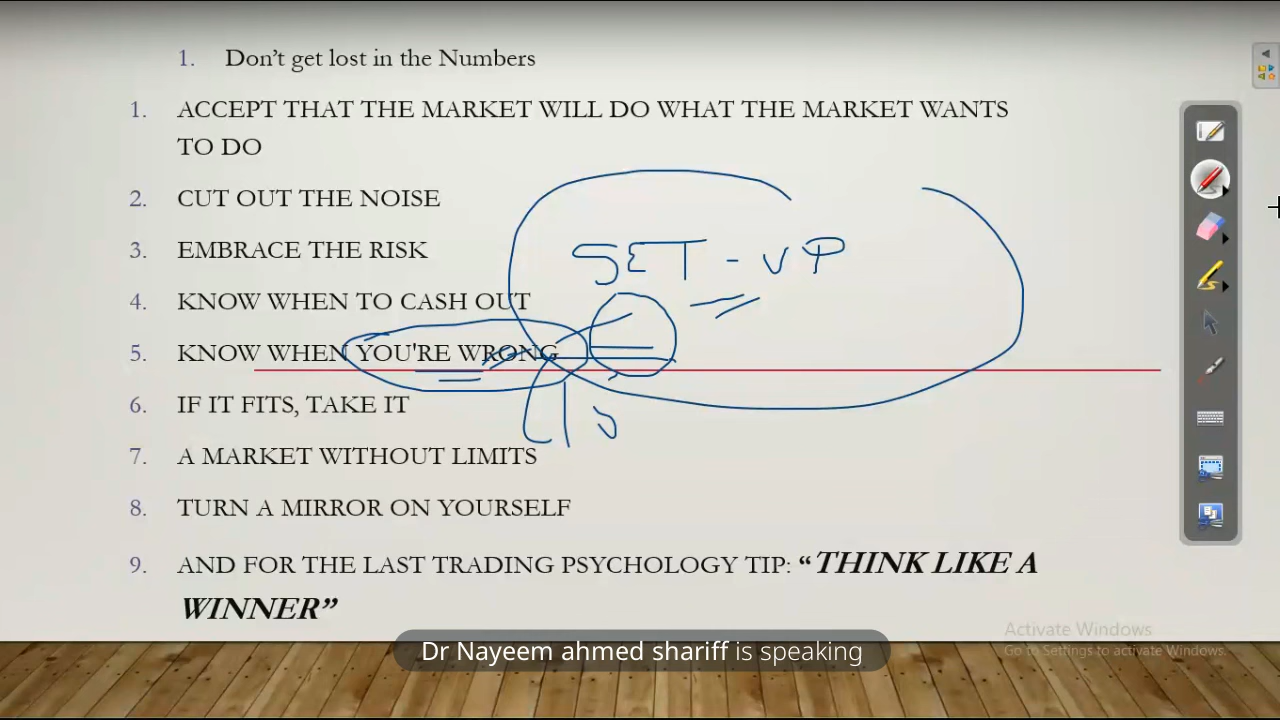 1. Don't get lost in the Numbers
1. ACCEPT THAT THE MARKET WILL DO WHAT THE MARKET WANTS
TO DO
2. CUT OUT THE NOISE
3. EMBRACE THE RISK
SET-UP
4. KNOW WHEN TO CASH OUT
5. KNOW WHEN YOU'RE WRONG
6. IF IT FITS, TAKE IT
7. A MARKET WITHOUT LIMITS
8. TURN A MIRROR ON YOURSELF
9. AND FOR THE LAST TRADING PSYCHOLOGY TIP: “THINK LIKE A
WINNER”
Activate Windows
Go to Settings to activate Windows.
Dr Nayeem ahmed shariff is speaking